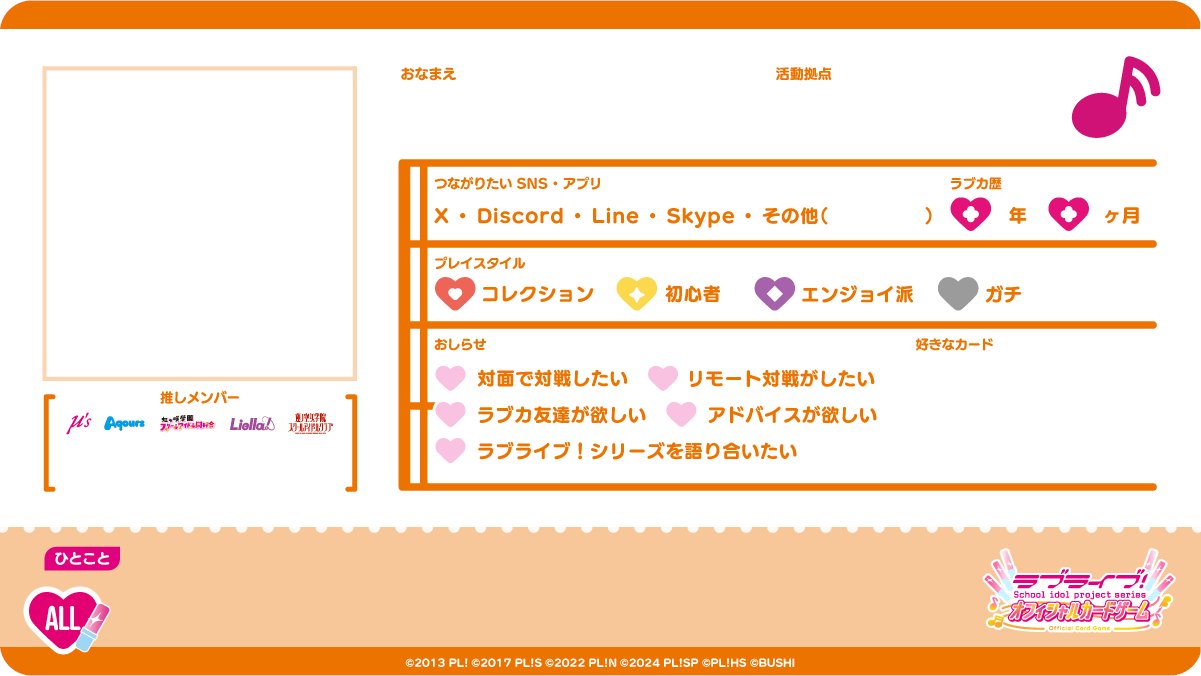 おなまえ
活動拠点
つながりたい SNS・アプリ
ラブカ歴
X ・ Discord ・ Line ・ Skype ・ その他(　　　　　)
年　ヶ月
プレイスタイル
コレクション　初心者　エンジョイ派　ガチ
おしらせ
好きなカード
対面で対戦したい　リモート対戦がしたい
ラブカ友達が欲しい　アドバイスが欲しい
ラブライブ！シリーズを語り合いたい
推しメンバー
μ's　Aqours　虹ヶ咲学園スクールアイドル同好会　Liella!　蓮ノ空女学院スクールアイドルクラブ
ひとこと
ALL
ラブライブ!
School idol project series
オフィシャルカードゲーム
Official Card Game
©2013 PL! ©2017 PL!S ©2022 PL!N ©2024 PL!SP ©PL!HS ©BUSHI